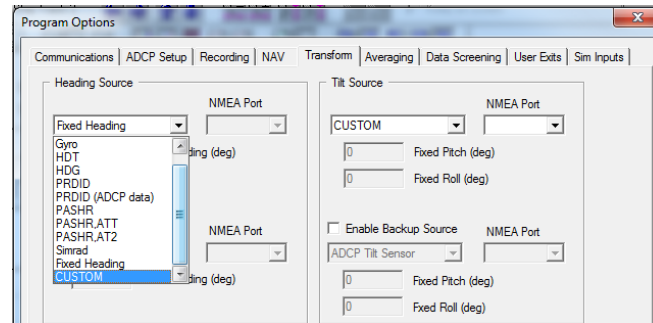 Program Options
Communications ADCP Setup Recording NAV Transform Averaging Data Screening User Exits Sim Inputs
Heading Source
NMEA Port
Fixed Heading
Gyro
HDT
HDG
PRDID
PRDID (ADCP data)
PASHR
PASHR,ATT
PASHR,AT2
Simrad
Fixed Heading
CUSTOM
ding (deg)
NMEA Port
ding (deg)
Tilt Source
NMEA Port
CUSTOM
0 Fixed Pitch (deg)
0 Fixed Roll (deg)
Enable Backup Source NMEA Port
ADCP Tilt Sensor
0 Fixed Pitch (deg)
0 Fixed Roll (deg)